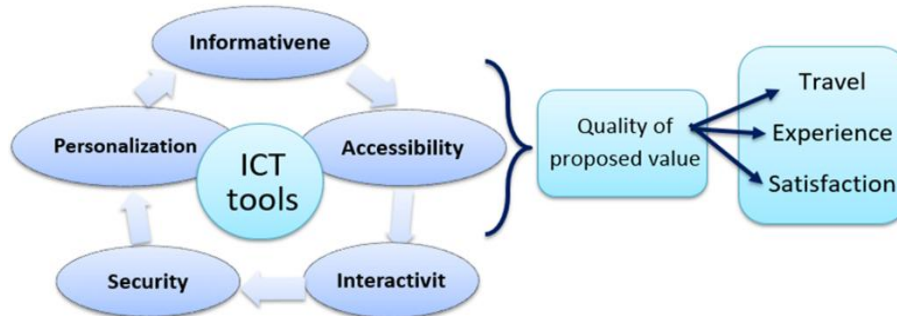 Informativene
Personalization
Accessibility
ICT
tools
Security
Interactivit
Quality of
proposed value
Travel
Experience
Satisfaction